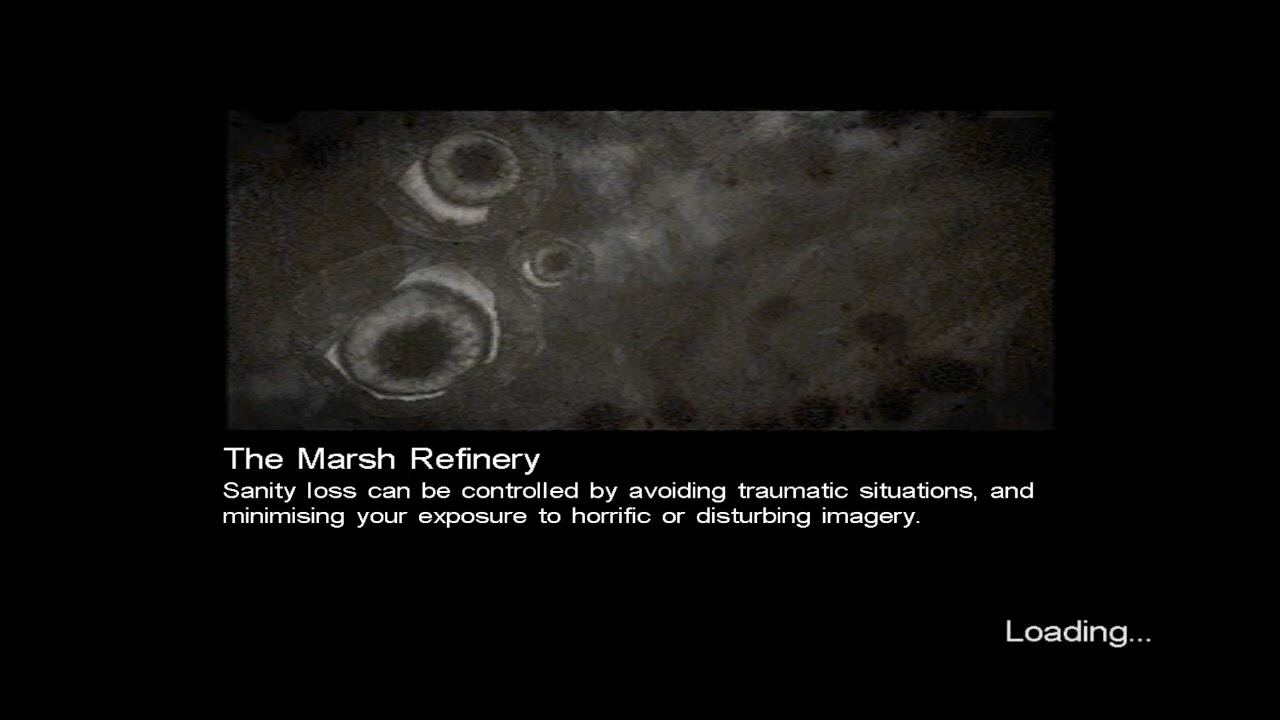 The Marsh Refinery
Sanity loss can be controlled by avoiding traumatic situations, and
minimising your exposure to horrific or disturbing imagery.
Loading...